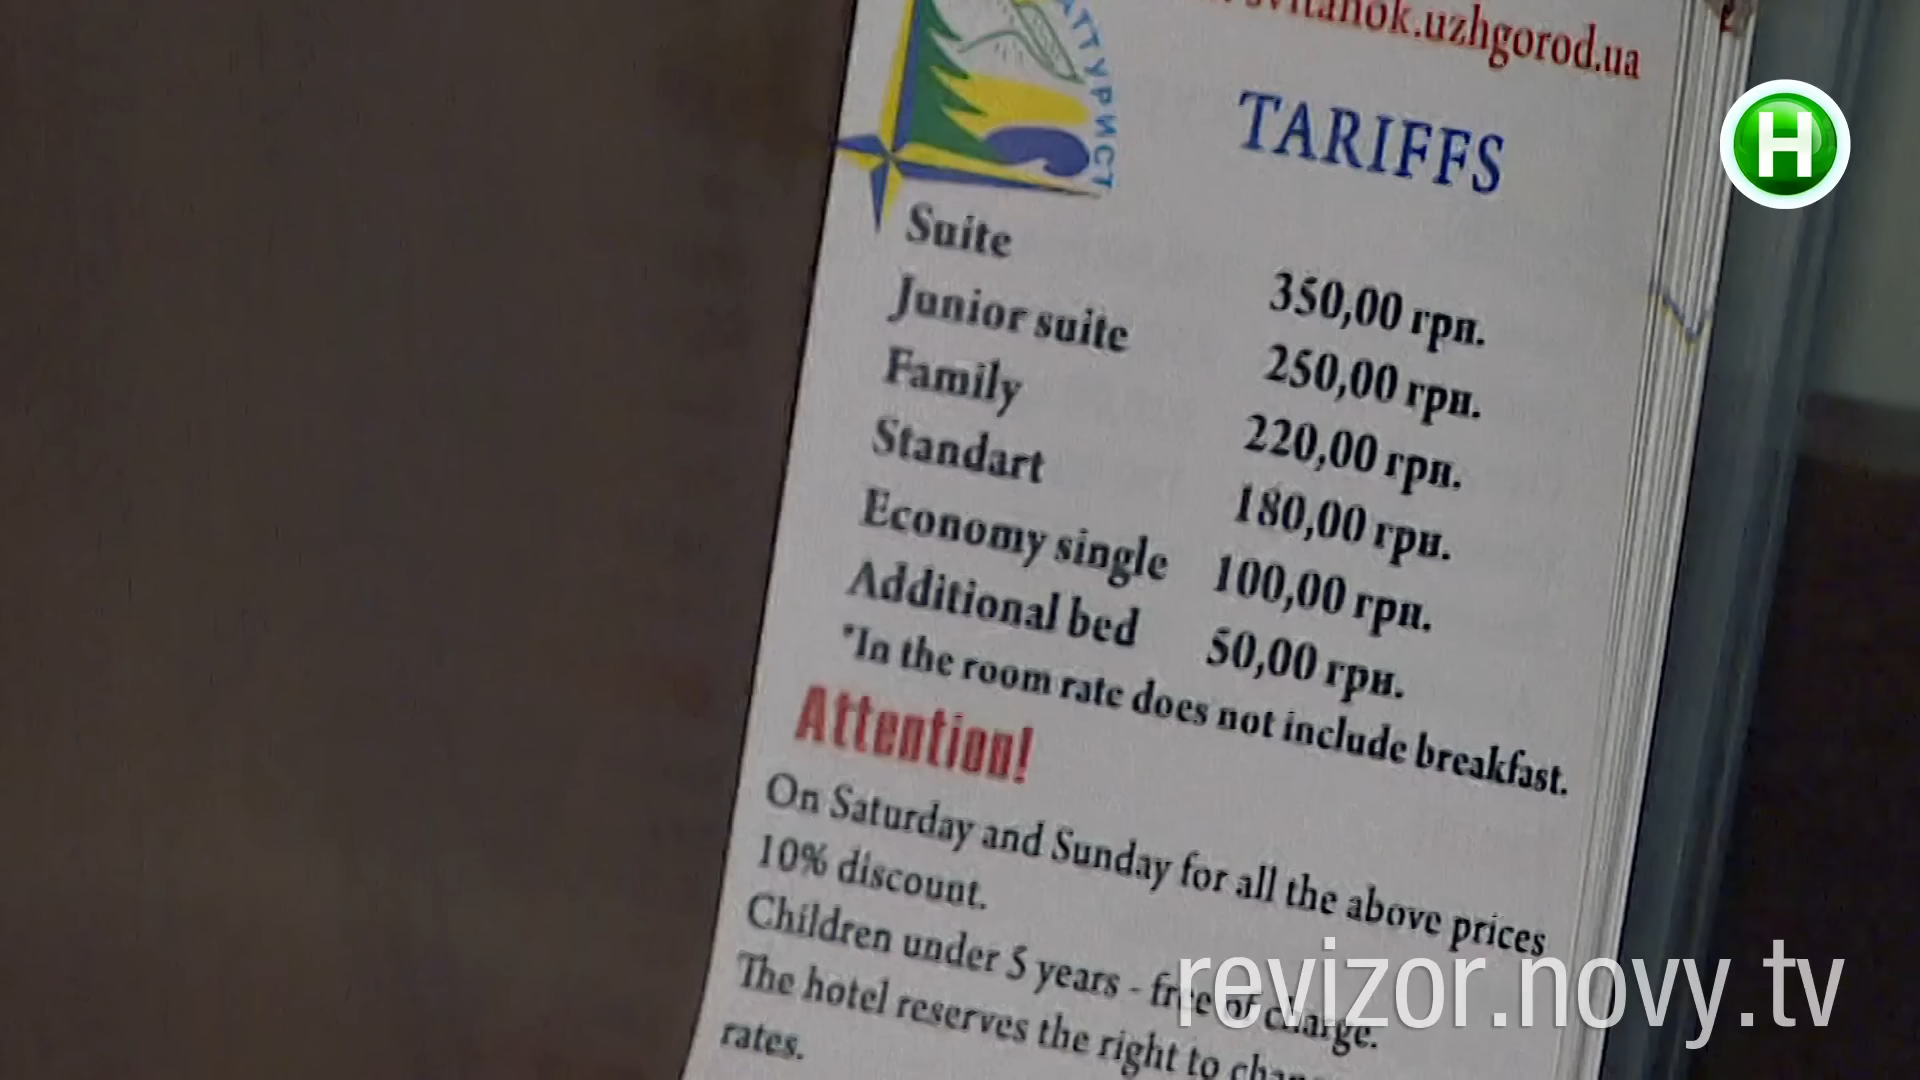 svitanok.uzhgorod.ua
АТТУРИСТ
H
TARIFFS
Suite 350,00 грн.
Junior suite 250,00 грн.
Family 220,00 грн.
Standart 180,00 грн.
Economy single 100,00 грн.
Additional bed 50,00 грн.
*In the room rate does not include breakfast.
Attention!
On Saturday and Sunday for all the above prices
10% discount.
Children under 5 years - free of charge.
The hotel reserves the right to
rates.
revizor.novy.tv